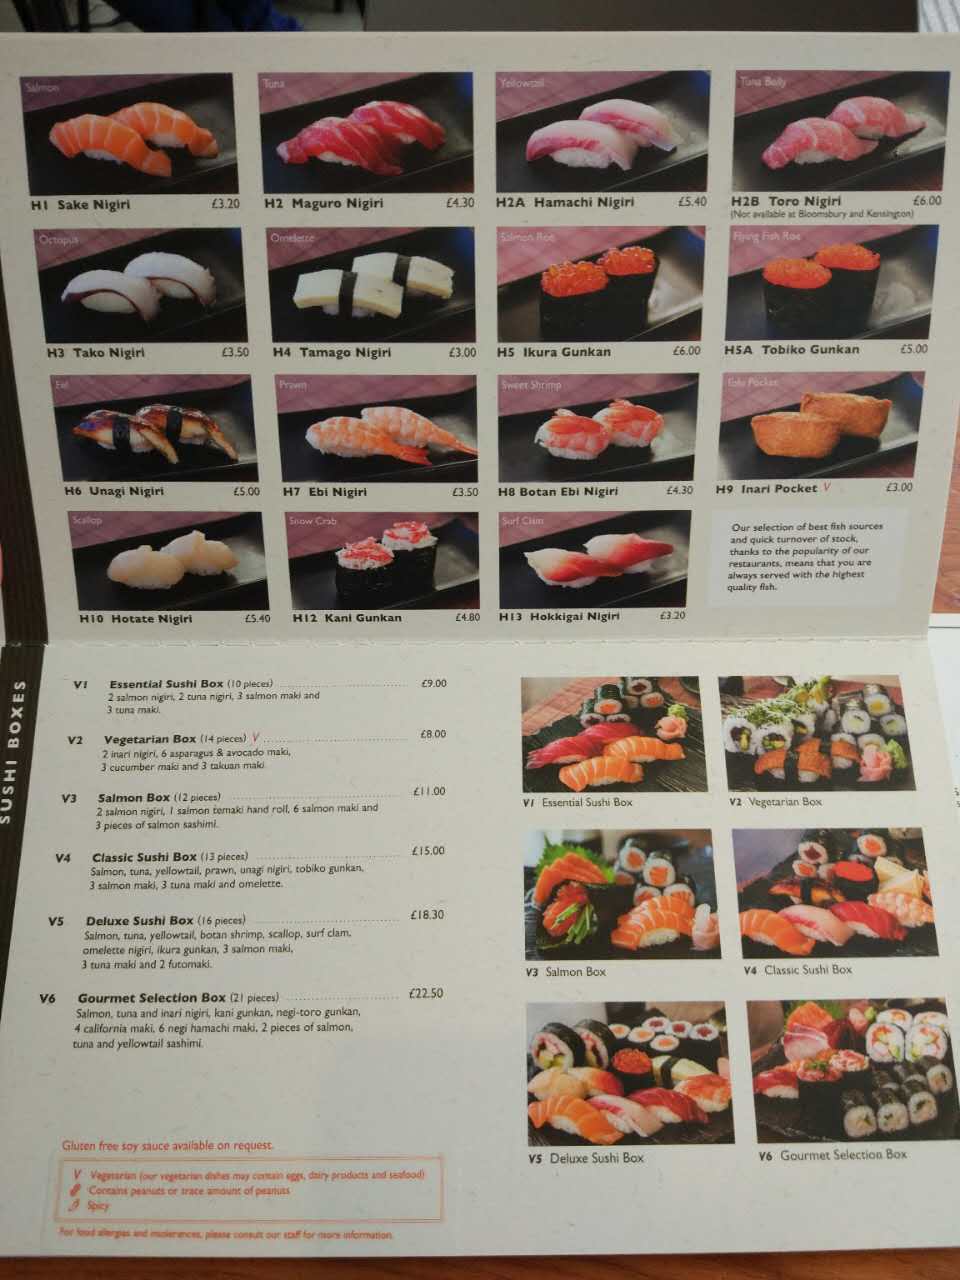 Salmon
H1 Sake Nigiri £3.20
Tuna
H2 Maguro Nigiri £4.30
Yellowtail
H2A Hamachi Nigiri £5.40
Tuna Belly
H2B Toro Nigiri £6.00
(Not available at Bloomsbury and Kensington)
Octopus
H3 Tako Nigiri £3.50
Omelette
H4 Tamago Nigiri £3.00
Salmon Roe
H5 Ikura Gunkan £6.00
Flying Fish Roe
H5A Tobiko Gunkan £5.00
Eel
H6 Unagi Nigiri £5.00
Prawn
H7 Ebi Nigiri £3.50
Sweet Shrimp
H8 Botan Ebi Nigiri £4.30
Tofu Pocket
H9 Inari Pocket V £3.00
Scallop
H10 Hotate Nigiri £5.40
Snow Crab
H12 Kani Gunkan £4.80
Surf Clam
H13 Hokkigai Nigiri £3.20
Our selection of best fish sources
and quick turnover of stock,
thanks to the popularity of our
restaurants, means that you are
always served with the highest
quality fish.
SUSHI BOXES
V1 Essential Sushi Box (10 pieces) £9.00
2 salmon nigiri, 2 tuna nigiri, 3 salmon maki and
3 tuna maki.
V2 Vegetarian Box (14 pieces) V £8.00
2 inari nigiri, 6 asparagus & avocado maki,
3 cucumber maki and 3 takuan maki.
V3 Salmon Box (12 pieces) £11.00
2 salmon nigiri, 1 salmon temaki hand roll, 6 salmon maki and
3 pieces of salmon sashimi.
V4 Classic Sushi Box (13 pieces) £15.00
Salmon, tuna, yellowtail, prawn, unagi nigiri, tobiko gunkan,
3 salmon maki, 3 tuna maki and omelette.
V5 Deluxe Sushi Box (16 pieces) £18.30
Salmon, tuna, yellowtail, botan shrimp, scallop, surf clam,
omelette nigiri, ikura gunkan, 3 salmon maki,
3 tuna maki and 2 futomaki.
V6 Gourmet Selection Box (21 pieces) £22.50
Salmon, tuna and inari nigiri, kani gunkan, negi-toro gunkan,
4 california maki, 6 negi hamachi maki, 2 pieces of salmon,
tuna and yellowtail sashimi.
V1 Essential Sushi Box
V2 Vegetarian Box
V3 Salmon Box
V4 Classic Sushi Box
V5 Deluxe Sushi Box
V6 Gourmet Selection Box
Gluten free soy sauce available on request.
V Vegetarian (our vegetarian dishes may contain eggs, dairy products and seafood)
Contains peanuts or trace amount of peanuts
Spicy
For food allergies and intolerances, please consult our staff for more information.